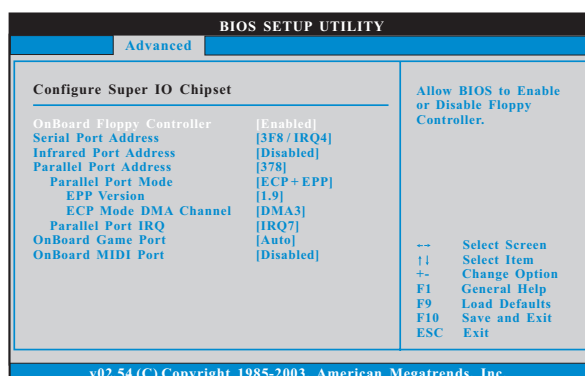 BIOS SETUP UTILITY
Advanced
Configure Super IO Chipset
OnBoard Floppy Controller [Enabled]
Serial Port Address [3F8 / IRQ4]
Infrared Port Address [Disabled]
Parallel Port Address [378]
Parallel Port Mode [ECP + EPP]
EPP Version [1.9]
ECP Mode DMA Channel [DMA3]
Parallel Port IRQ [IRQ7]
OnBoard Game Port [Auto]
OnBoard MIDI Port [Disabled]
Allow BIOS to Enable
or Disable Floppy
Controller.
←→ Select Screen
↑↓ Select Item
+- Change Option
F1 General Help
F9 Load Defaults
F10 Save and Exit
ESC Exit
v02.54 (C) Copyright 1985-2003, American Megatrends, Inc.